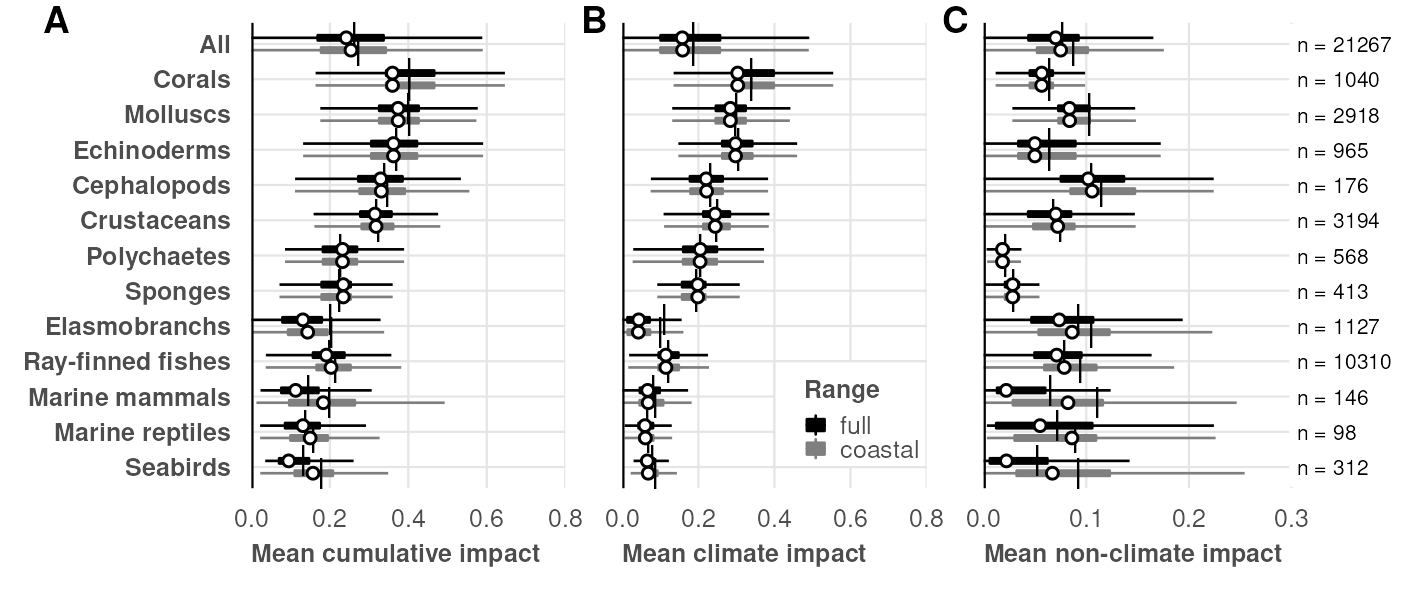 A B C
All n = 21267
Corals n = 1040
Molluscs n = 2918
Echinoderms n = 965
Cephalopods n = 176
Crustaceans n = 3194
Polychaetes n = 568
Sponges n = 413
Elasmobranchs n = 1127
Ray-finned fishes n = 10310
Marine mammals n = 146
Marine reptiles n = 98
Seabirds n = 312
Range
full
coastal
0.0 0.2 0.4 0.6 0.8 0.0 0.2 0.4 0.6 0.8 0.0 0.1 0.2 0.3
Mean cumulative impact Mean climate impact Mean non-climate impact